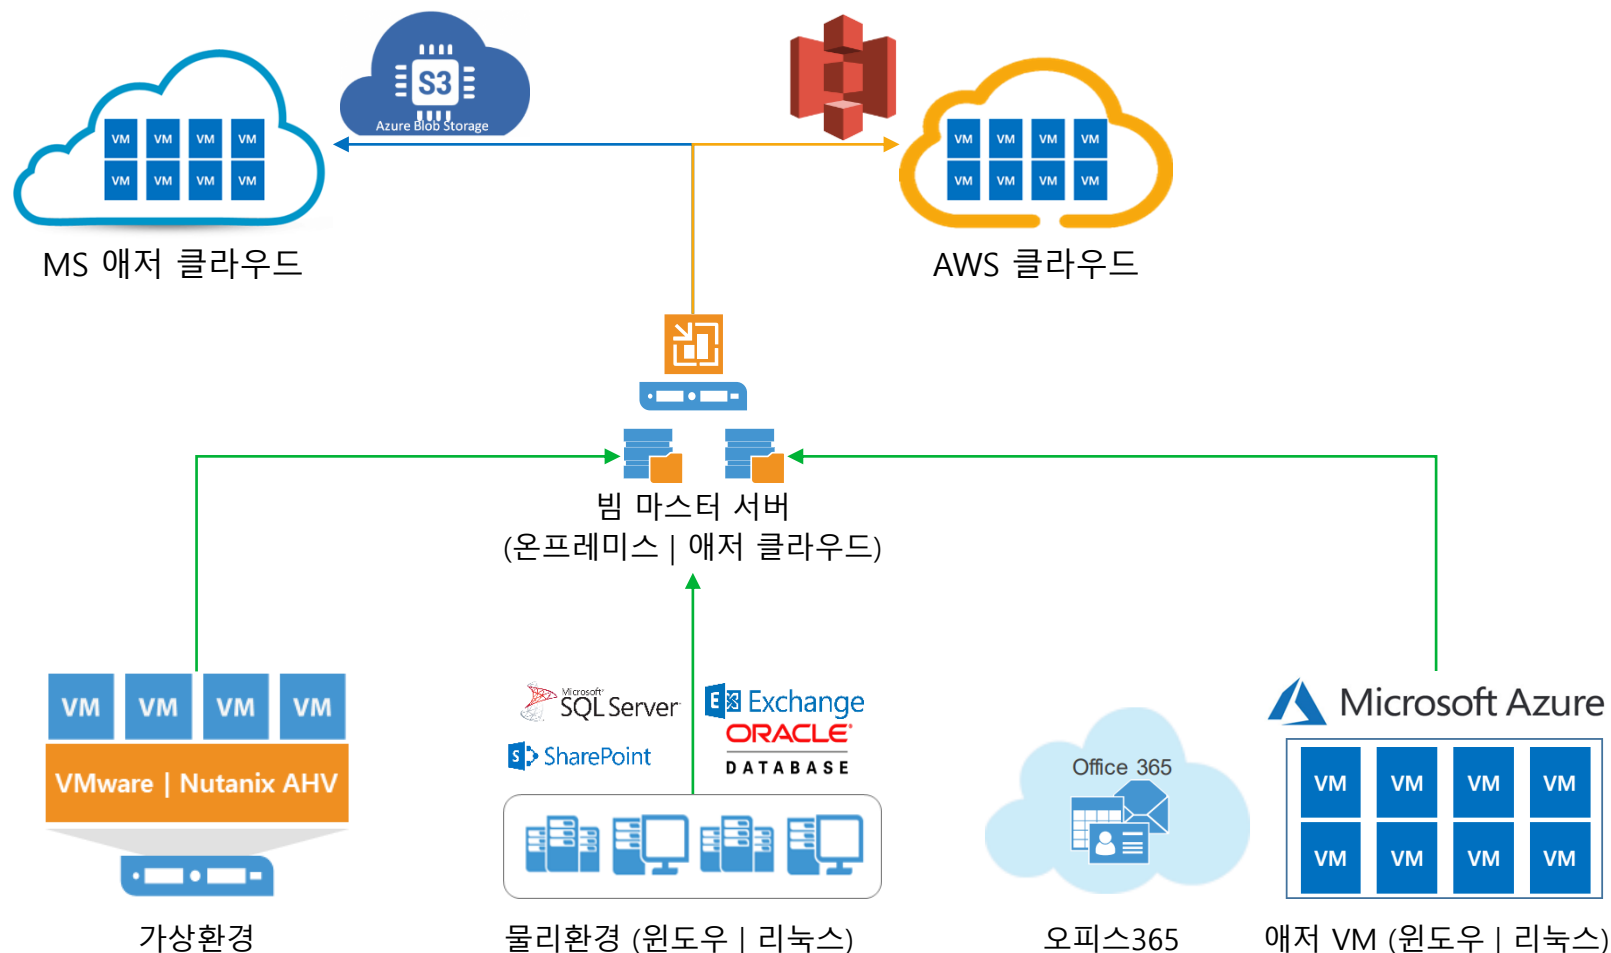 S3
Azure Blob Storage
VM VM VM VM
VM VM VM VM
MS 애저 클라우드
VM VM VM VM
VM VM VM VM
AWS 클라우드
빔 마스터 서버
(온프레미스 | 애저 클라우드)
VM VM VM VM
VMware | Nutanix AHV
가상환경
Microsoft
SQL Server
E Exchange
S SharePoint
ORACLE
DATABASE
물리환경 (윈도우 | 리눅스)
Office 365
오피스365
Microsoft Azure
VM VM VM VM
VM VM VM VM
애저 VM (윈도우 | 리눅스)